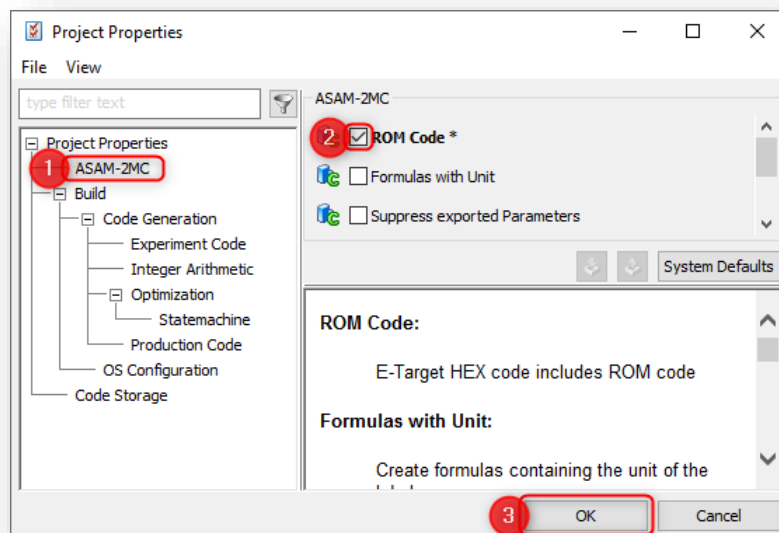 Project Properties
File View
type filter text
Project Properties
1 ASAM-2MC
Build
Code Generation
Experiment Code
Integer Arithmetic
Optimization
Statemachine
Production Code
OS Configuration
Code Storage
ASAM-2MC
2 ROM Code *
Formulas with Unit
Suppress exported Parameters
System Defaults
ROM Code:
E-Target HEX code includes ROM code
Formulas with Unit:
Create formulas containing the unit of the
3 OK Cancel